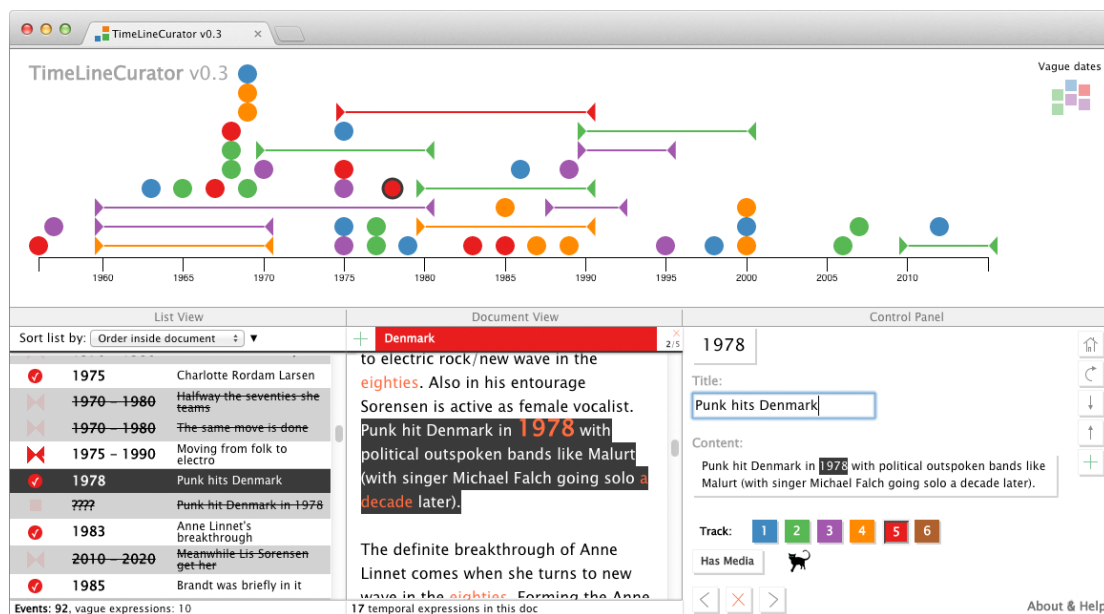 TimeLineCurator v0.3
TimeLineCurator v0.3
Vague dates
1960
1965
1970
1975
1980
1985
1990
1995
2000
2005
2010
List View
Sort list by: Order inside document
1975 Charlotte Rordam Larsen
1970 – 1980 Halfway the seventies she
teams
1970 – 1980 The same move is done
1975 – 1990 Moving from folk to
electro
1978 Punk hits Denmark
???? Punk hit Denmark in 1978
1983 Anne Linnet's
breakthrough
2010 – 2020 Meanwhile Lis Sorensen
get her
1985 Brandt was briefly in it
Events: 92, vague expressions: 10
Document View
Denmark
2/5
to electric rock/new wave in the
eighties. Also in his entourage
Sorensen is active as female vocalist.
Punk hit Denmark in 1978 with
political outspoken bands like Malurt
(with singer Michael Falch going solo a
decade later).
The definite breakthrough of Anne
Linnet comes when she turns to new
wave in the eighties. Forming the Anne
17 temporal expressions in this doc
Control Panel
1978
Title:
Punk hits Denmark
Content:
Punk hit Denmark in 1978 with political outspoken bands like
Malurt (with singer Michael Falch going solo a decade later).
Track: 1 2 3 4 5 6
Has Media
About & Help